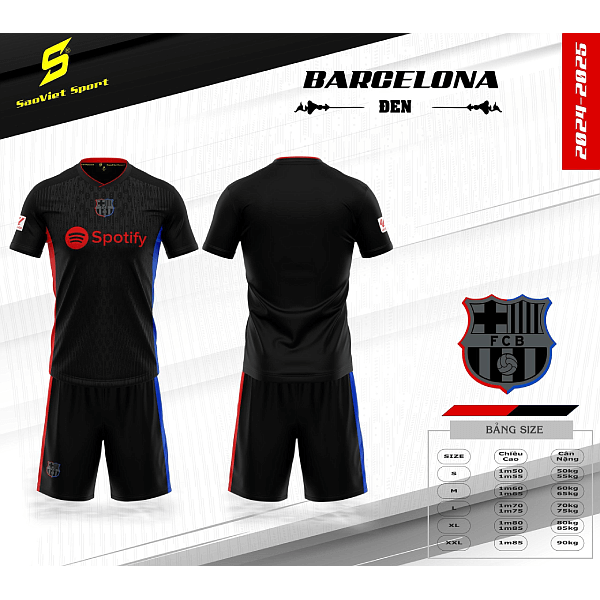 SaoViet Sport
BARCELONA
ĐEN
2024-2025
Spotify
FCB
BẢNG SIZE
SIZE Chiều Cao Cân Nặng
S 1m50 1m55 50kg 55kg
M 1m60 1m65 60kg 65kg
L 1m70 1m75 70kg 75kg
XL 1m80 1m85 80kg 85kg
XXL 1m85 90kg